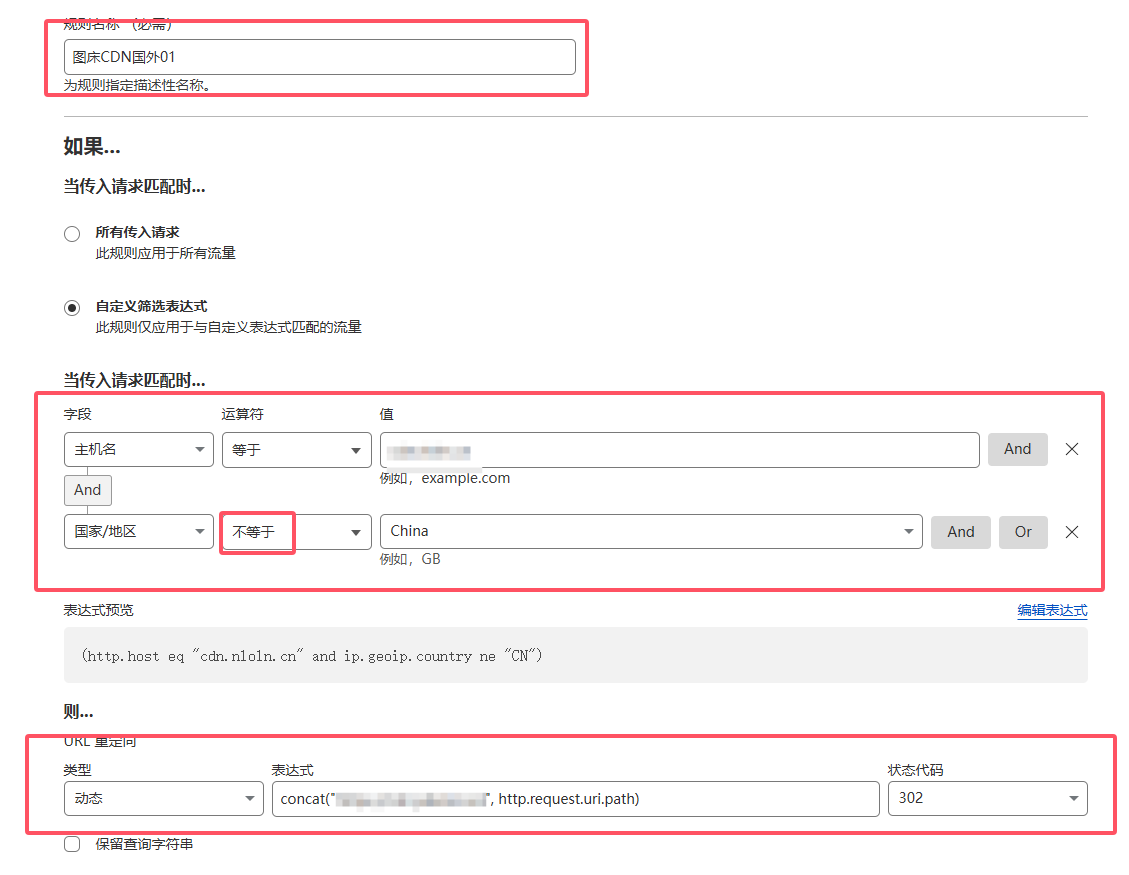 规则名称 （必需）
图床CDN国外01
为规则指定描述性名称。
如果...
当传入请求匹配时...
所有传入请求
此规则应用于所有流量
自定义筛选表达式
此规则仅应用于与自定义表达式匹配的流量
当传入请求匹配时...
字段 运算符 值
主机名 等于 And
例如，example.com
And
国家/地区 不等于 China And Or
例如，GB
表达式预览 编辑表达式
(http.host eq "cdn.nloln.cn" and ip.geoip.country ne "CN")
则...
URL 重定向
类型 表达式 状态代码
动态 concat(" ", http.request.uri.path) 302
保留查询字符串